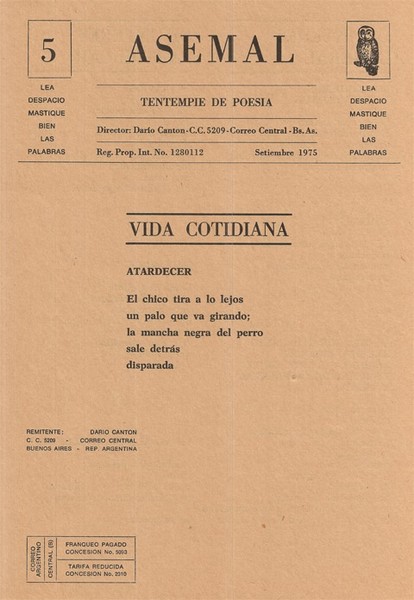 5
ASEMAL
LEA
DESPACIO
MASTIQUE
BIEN
LAS
PALABRAS
TENTEMPIE DE POESIA
Director: Darío Canton-C.C. 5209-Correo Central-Bs. As.
Reg. Prop. Int. No. 1280112 Setiembre 1975
LEA
DESPACIO
MASTIQUE
BIEN
LAS
PALABRAS
VIDA COTIDIANA
ATARDECER
El chico tira a lo lejos
un palo que va girando;
la mancha negra del perro
sale detrás
disparada
REMITENTE: DARIO CANTON
C. C. 5209 - CORREO CENTRAL
BUENOS AIRES - REP. ARGENTINA
CORREO
ARGENTINO
CENTRAL (B)
FRANQUEO PAGADO
CONCESION No.
TARIFA REDUCIDA
CONCESION No.